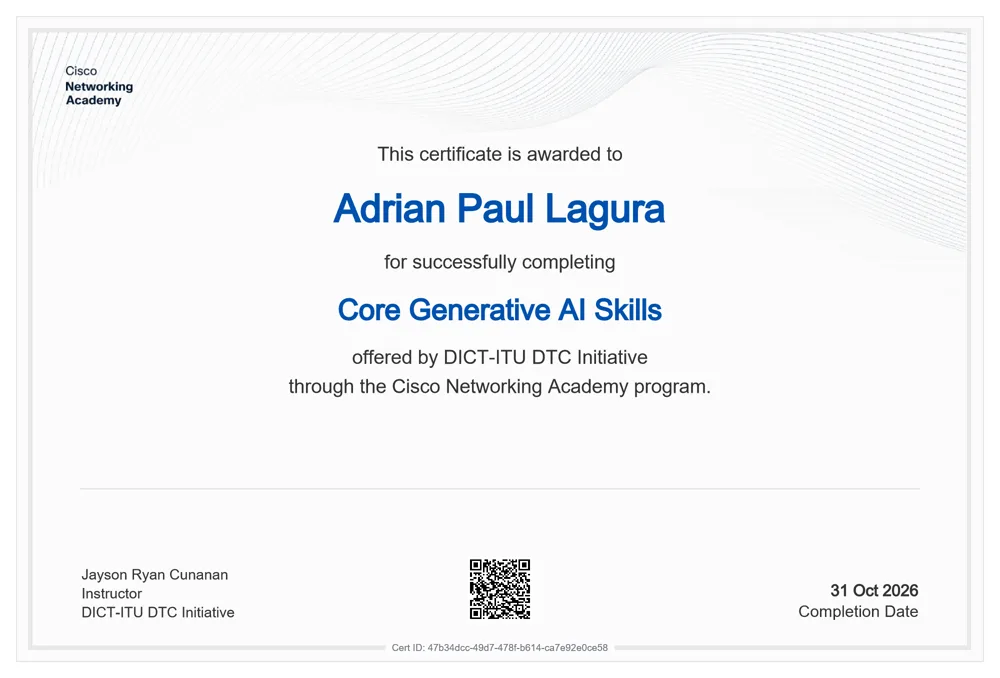 Cisco
Networking
Academy
This certificate is awarded to
Adrian Paul Lagura
for successfully completing
Core Generative AI Skills
offered by DICT-ITU DTC Initiative
through the Cisco Networking Academy program.
Jayson Ryan Cunanan
Instructor
DICT-ITU DTC Initiative
31 Oct 2026
Completion Date
Cert ID: 47b34dcc-49d7-478f-b614-ca7e92e0ce58